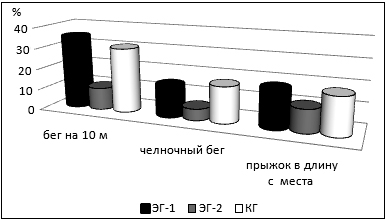 %
40
30
20
10
0
бег на 10 м
челночный бег
прыжок в длину
с места
ЭГ-1 ЭГ-2 КГ